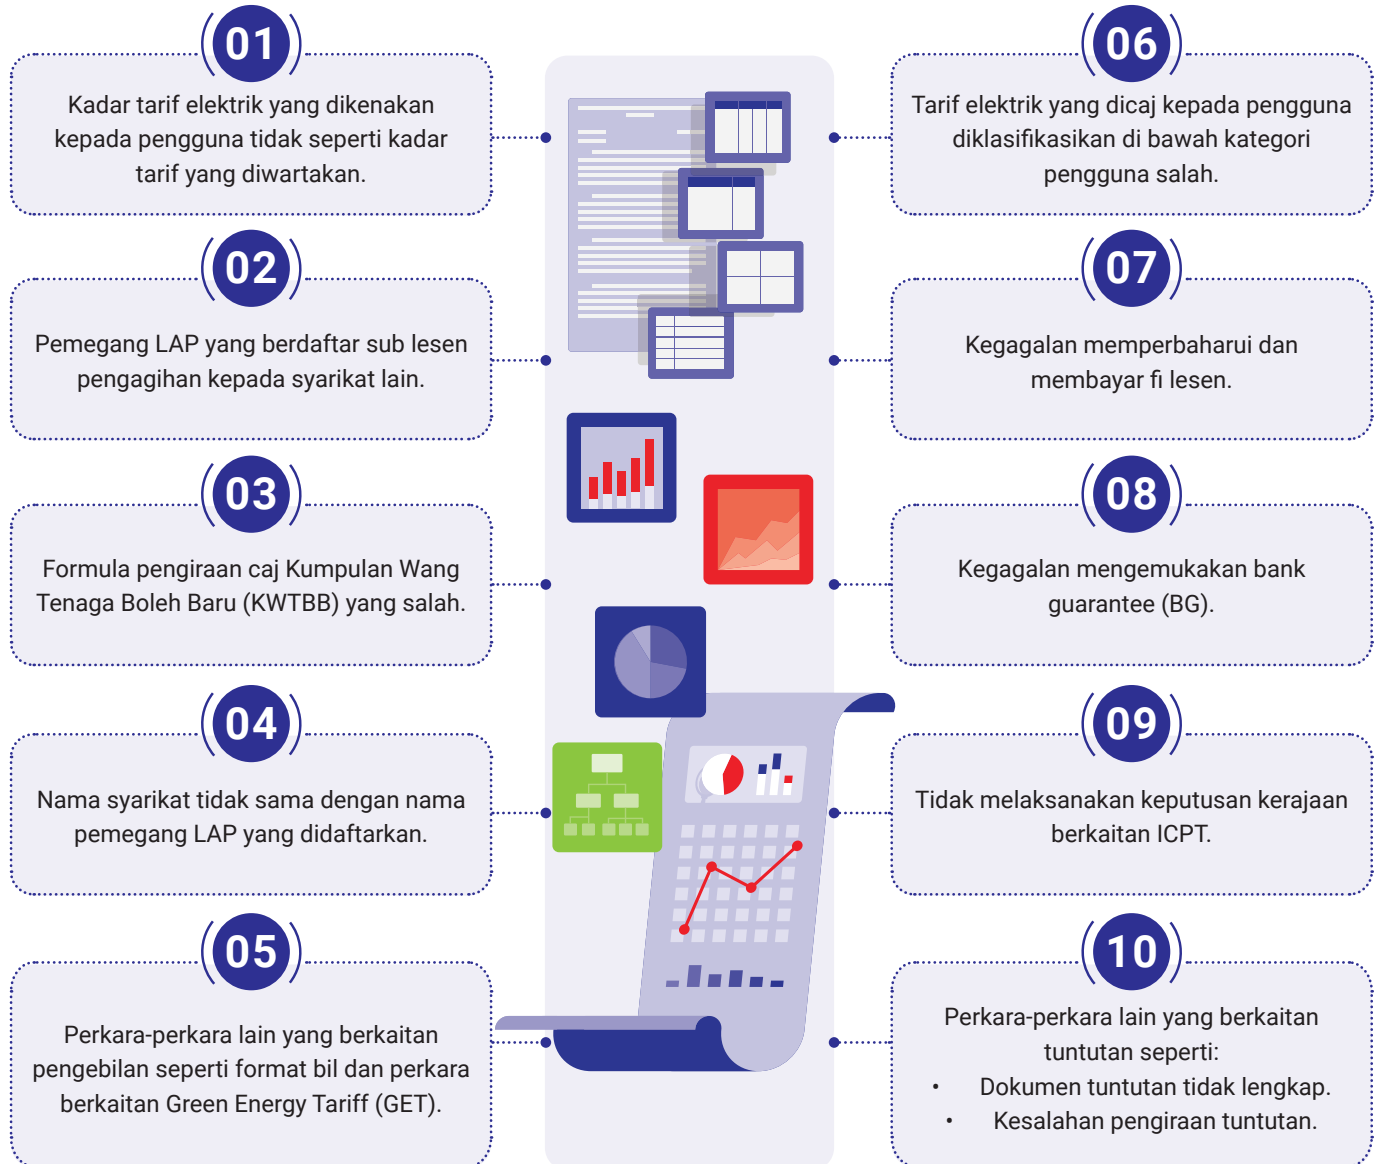 01
Kadar tarif elektrik yang dikenakan
kepada pengguna tidak seperti kadar
tarif yang diwartakan.
02
Pemegang LAP yang berdaftar sub lesen
pengagihan kepada syarikat lain.
03
Formula pengiraan caj Kumpulan Wang
Tenaga Boleh Baru (KWTBB) yang salah.
04
Nama syarikat tidak sama dengan nama
pemegang LAP yang didaftarkan.
05
Perkara-perkara lain yang berkaitan
pengebilan seperti format bil dan perkara
berkaitan Green Energy Tariff (GET).
06
Tarif elektrik yang dicaj kepada pengguna
diklasifikasikan di bawah kategori
pengguna salah.
07
Kegagalan memperbaharui dan
membayar fi lesen.
08
Kegagalan mengemukakan bank
guarantee (BG).
09
Tidak melaksanakan keputusan kerajaan
berkaitan ICPT.
10
Perkara-perkara lain yang berkaitan
tuntutan seperti:
• Dokumen tuntutan tidak lengkap.
• Kesalahan pengiraan tuntutan.